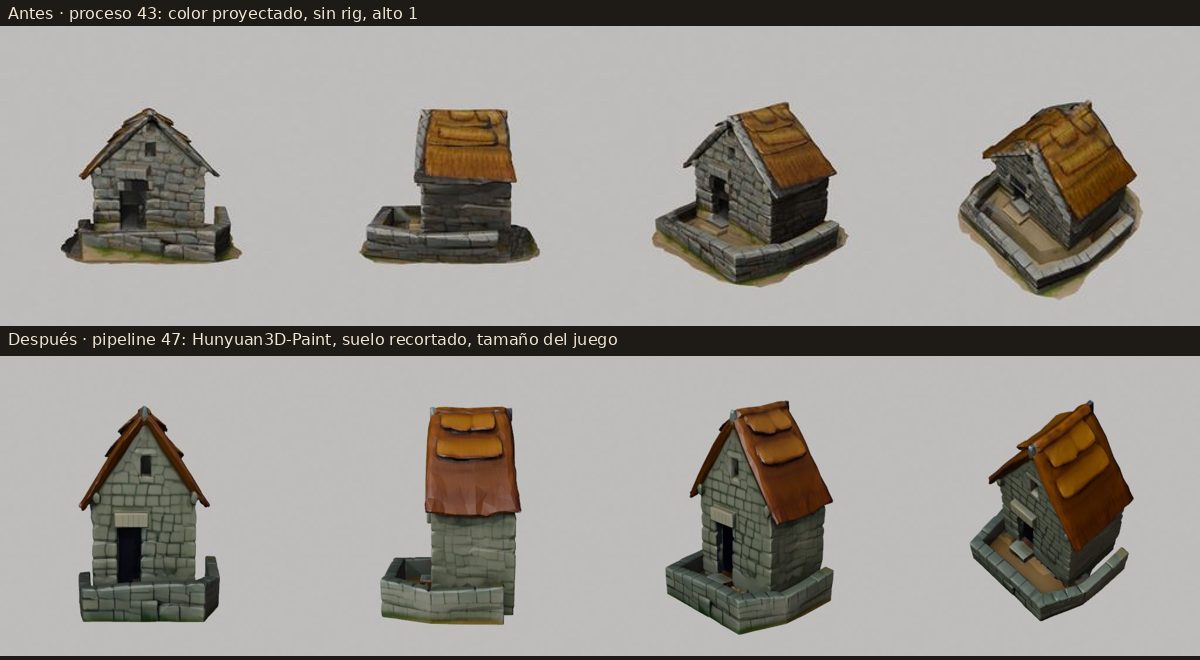 Antes · proceso 43: color proyectado, sin rig, alto 1
Después · pipeline 47: Hunyuan3D-Paint, suelo recortado, tamaño del juego